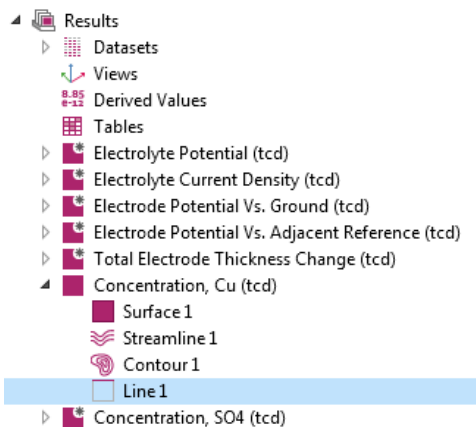 Results
Datasets
Views
8.85
e-12 Derived Values
Tables
Electrolyte Potential (tcd)
Electrolyte Current Density (tcd)
Electrode Potential Vs. Ground (tcd)
Electrode Potential Vs. Adjacent Reference (tcd)
Total Electrode Thickness Change (tcd)
Concentration, Cu (tcd)
Surface 1
Streamline 1
Contour 1
Line 1
Concentration, SO4 (tcd)